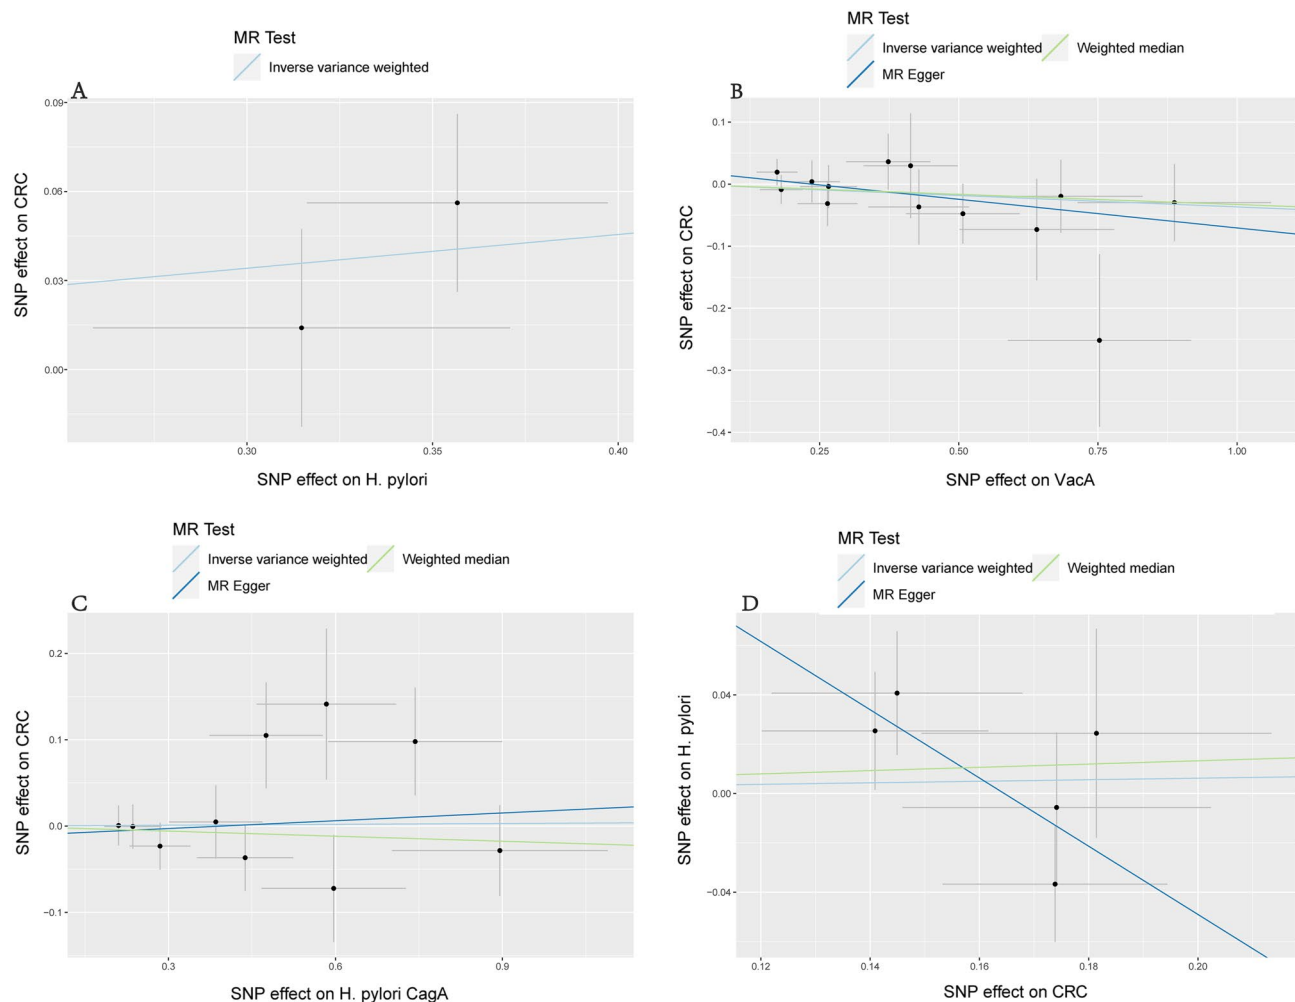 MR Test
Inverse variance weighted
A
0.09
0.06
0.03
0.00
SNP effect on CRC
0.30 0.35 0.40
SNP effect on H. pylori
MR Test
Inverse variance weighted Weighted median
MR Egger
B
0.1
0.0
−0.1
−0.2
−0.3
−0.4
SNP effect on CRC
0.25 0.50 0.75 1.00
SNP effect on VacA
MR Test
Inverse variance weighted Weighted median
MR Egger
C
0.2
0.1
0.0
−0.1
SNP effect on CRC
0.3 0.6 0.9
SNP effect on H. pylori CagA
MR Test
Inverse variance weighted Weighted median
MR Egger
D
0.04
0.00
−0.04
SNP effect on H. pylori
0.12 0.14 0.16 0.18 0.20
SNP effect on CRC